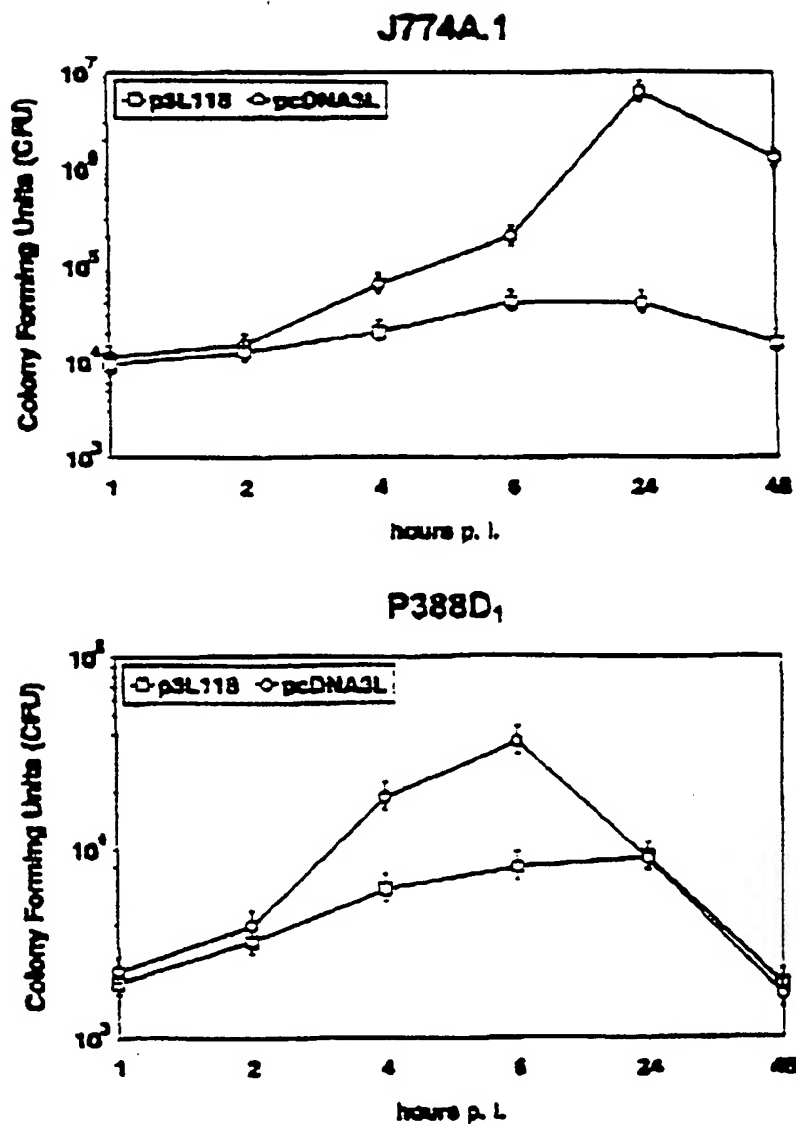 J774A.1
Colony Forming Units (CFU)
10⁷
10⁶
10⁵
10⁴
10³
p3L118 pcDNA3L
1 2 4 6 24 48
hours p. i.
P388D₁
Colony Forming Units (CFU)
10⁵
10⁴
10³
p3L118 pcDNA3L
1 2 4 6 24 48
hours p. i.